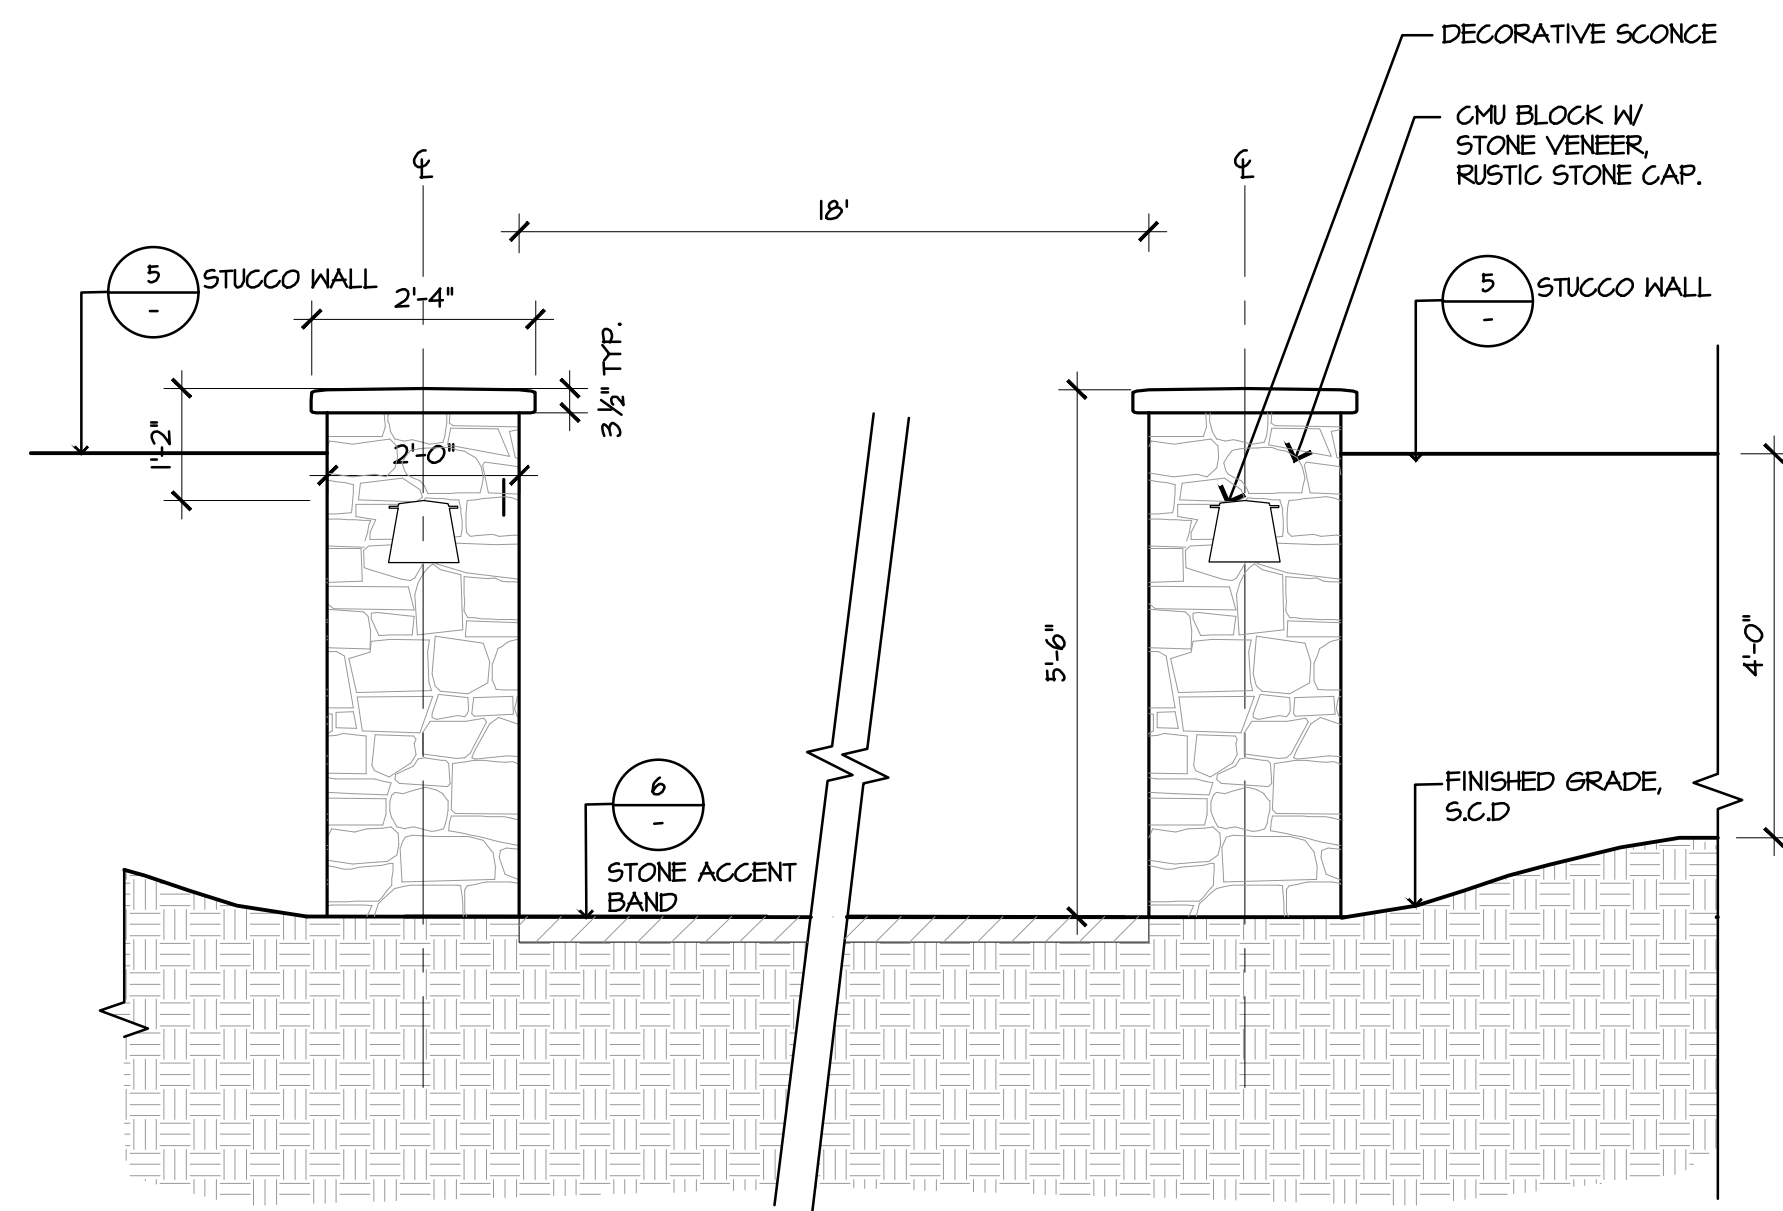 DECORATIVE SCONCE
CMU BLOCK W/
STONE VENEER,
RUSTIC STONE CAP.
℄
℄
18'
5
-
STUCCO WALL
2'-4"
5
-
STUCCO WALL
3 ½" TYP.
1'-2"
2'-0"
5'-6"
4'-0"
6
-
STONE ACCENT
BAND
FINISHED GRADE,
S.C.D